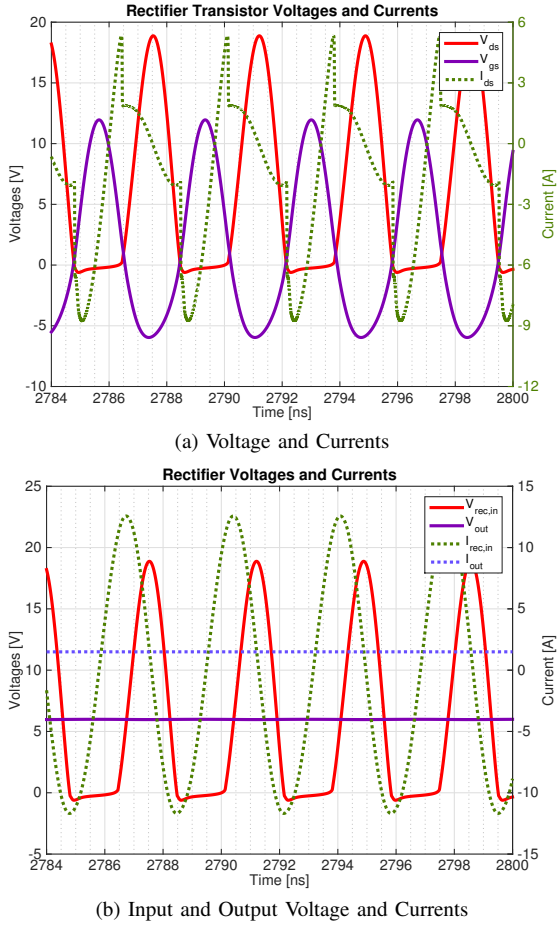 Rectifier Transistor Voltages and Currents
20
15
10
5
0
-5
-10
Voltages [V]
6
3
0
-3
-6
-9
-12
Current [A]
V_ds
V_gs
I_ds
2784 2786 2788 2790 2792 2794 2796 2798 2800
Time [ns]
(a) Voltage and Currents
Rectifier Voltages and Currents
25
20
15
10
5
0
-5
Voltages [V]
15
10
5
0
-5
-10
-15
Current [A]
V_rec,in
V_out
I_rec,in
I_out
2784 2786 2788 2790 2792 2794 2796 2798 2800
Time [ns]
(b) Input and Output Voltage and Currents